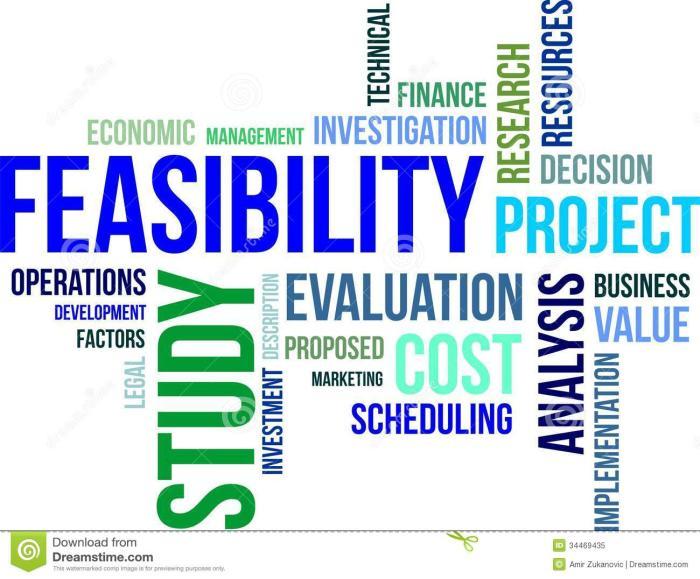 TECHNICAL
FINANCE
RESEARCH
RESOURCES
ECONOMIC
MANAGEMENT
INVESTIGATION
DECISION
FEASIBILITY
PROJECT
OPERATIONS
DEVELOPMENT
FACTORS
LEGAL
STUDY
DESCRIPTION
INVESTMENT
EVALUATION
PROPOSED
COST
MARKETING
SCHEDULING
ANALYSIS
BUSINESS
VALUE
IMPLEMENTATION
Download from
Dreamstime.com
This watermarked comp image is for previewing purposes only.
34469435
© Amir Zukanovic | Dreamstime.com